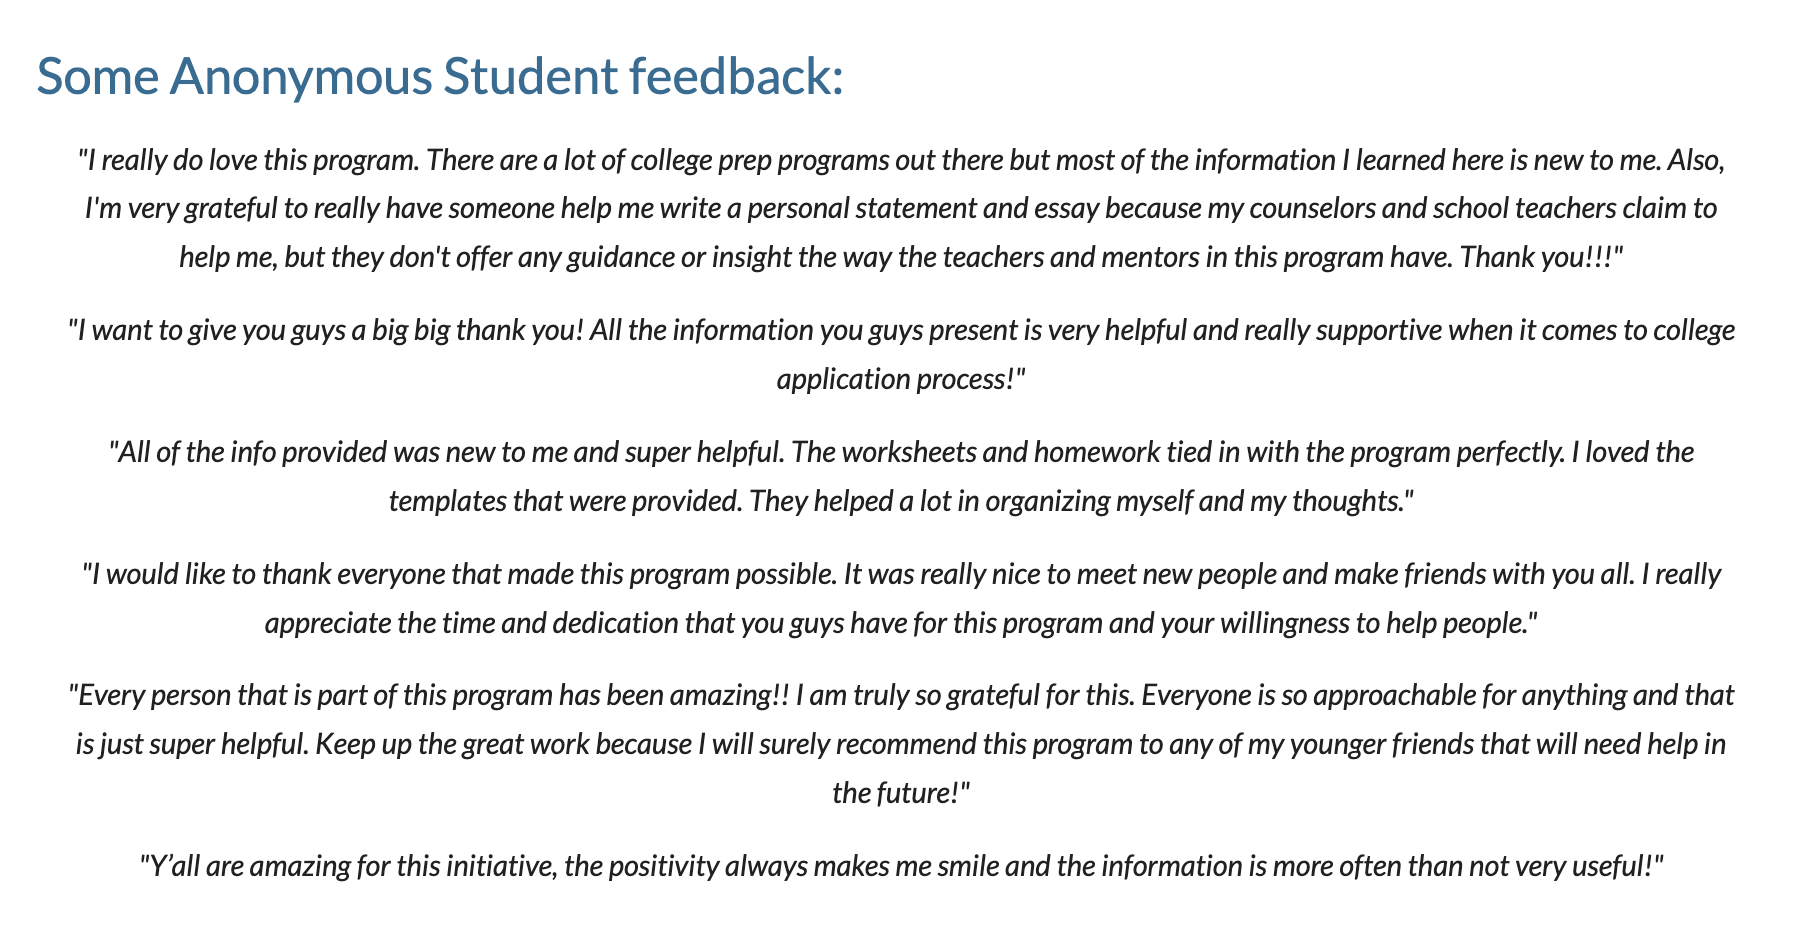 Some Anonymous Student feedback:
"I really do love this program. There are a lot of college prep programs out there but most of the information I learned here is new to me. Also,
I'm very grateful to really have someone help me write a personal statement and essay because my counselors and school teachers claim to
help me, but they don't offer any guidance or insight the way the teachers and mentors in this program have. Thank you!!!"
"I want to give you guys a big big thank you! All the information you guys present is very helpful and really supportive when it comes to college
application process!"
"All of the info provided was new to me and super helpful. The worksheets and homework tied in with the program perfectly. I loved the
templates that were provided. They helped a lot in organizing myself and my thoughts."
"I would like to thank everyone that made this program possible. It was really nice to meet new people and make friends with you all. I really
appreciate the time and dedication that you guys have for this program and your willingness to help people."
"Every person that is part of this program has been amazing!! I am truly so grateful for this. Everyone is so approachable for anything and that
is just super helpful. Keep up the great work because I will surely recommend this program to any of my younger friends that will need help in
the future!"
"Y’all are amazing for this initiative, the positivity always makes me smile and the information is more often than not very useful!"